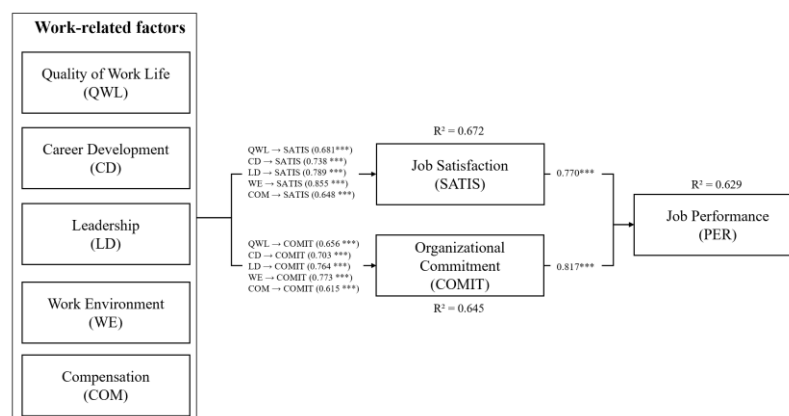 Work-related factors
Quality of Work Life
(QWL)
Career Development
(CD)
Leadership
(LD)
Work Environment
(WE)
Compensation
(COM)
QWL → SATIS (0.681***)
CD → SATIS (0.738 ***)
LD → SATIS (0.789 ***)
WE → SATIS (0.855 ***)
COM → SATIS (0.648 ***)
QWL → COMIT (0.656 ***)
CD → COMIT (0.703 ***)
LD → COMIT (0.764 ***)
WE → COMIT (0.773 ***)
COM → COMIT (0.615 ***)
R² = 0.672
Job Satisfaction
(SATIS)
Organizational
Commitment
(COMIT)
R² = 0.645
0.770***
0.817***
R² = 0.629
Job Performance
(PER)